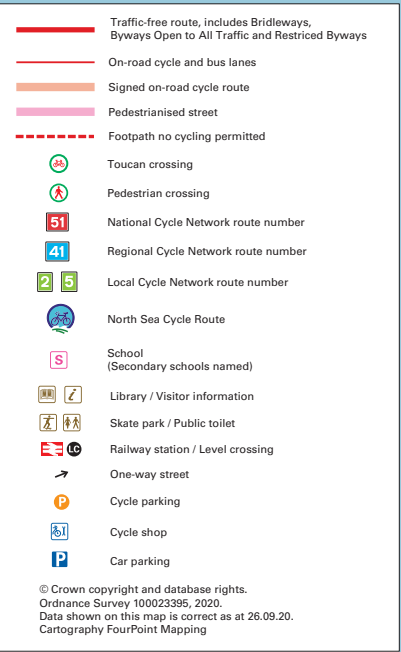 Traffic-free route, includes Bridleways,
Byways Open to All Traffic and Restriced Byways
On-road cycle and bus lanes
Signed on-road cycle route
Pedestrianised street
Footpath no cycling permitted
Toucan crossing
Pedestrian crossing
51 National Cycle Network route number
41 Regional Cycle Network route number
2 5 Local Cycle Network route number
North Sea Cycle Route
S School
(Secondary schools named)
i Library / Visitor information
Skate park / Public toilet
LC Railway station / Level crossing
One-way street
P Cycle parking
Cycle shop
P Car parking
© Crown copyright and database rights.
Ordnance Survey 100023395, 2020.
Data shown on this map is correct as at 26.09.20.
Cartography FourPoint Mapping